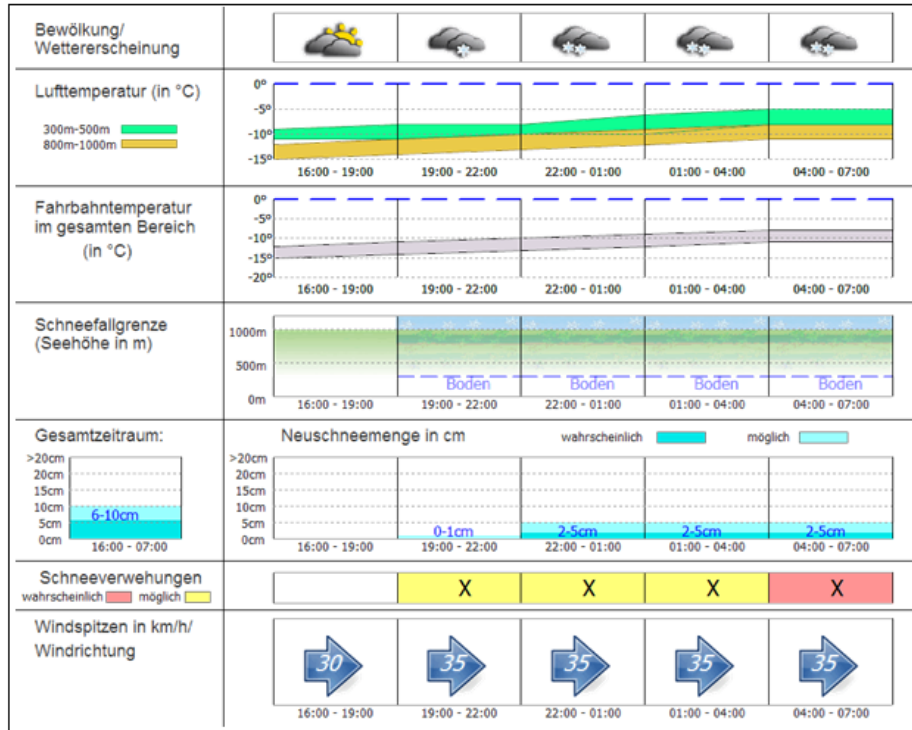 Bewölkung/
Wettererscheinung
Lufttemperatur (in °C)
300m-500m
800m-1000m
0°
-5°
-10°
-15°
16:00 - 19:00
19:00 - 22:00
22:00 - 01:00
01:00 - 04:00
04:00 - 07:00
Fahrbahntemperatur
im gesamten Bereich
(in °C)
0°
-5°
-10°
-15°
-20°
16:00 - 19:00
19:00 - 22:00
22:00 - 01:00
01:00 - 04:00
04:00 - 07:00
Schneefallgrenze
(Seehöhe in m)
1000m
500m
0m
Boden
Boden
Boden
Boden
16:00 - 19:00
19:00 - 22:00
22:00 - 01:00
01:00 - 04:00
04:00 - 07:00
Gesamtzeitraum:
>20cm
20cm
15cm
10cm
5cm
0cm
6-10cm
16:00 - 07:00
Neuschneemenge in cm
wahrscheinlich
möglich
>20cm
20cm
15cm
10cm
5cm
0cm
0-1cm
2-5cm
2-5cm
2-5cm
16:00 - 19:00
19:00 - 22:00
22:00 - 01:00
01:00 - 04:00
04:00 - 07:00
Schneeverwehungen
wahrscheinlich
möglich
X
X
X
X
Windspitzen in km/h/
Windrichtung
30
35
35
35
35
16:00 - 19:00
19:00 - 22:00
22:00 - 01:00
01:00 - 04:00
04:00 - 07:00